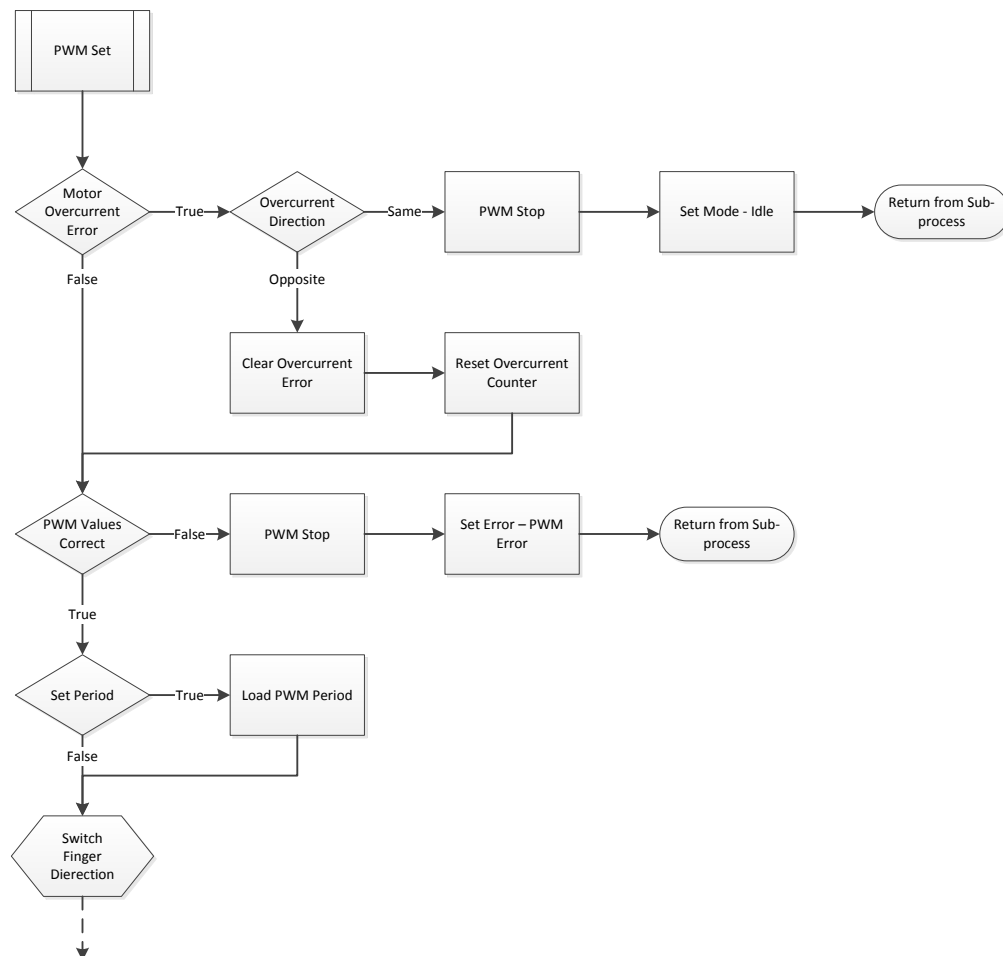 PWM Set
Motor
Overcurrent
Error
True
Overcurrent
Direction
Same
PWM Stop
Set Mode - Idle
Return from Sub-
process
False
Opposite
Clear Overcurrent
Error
Reset Overcurrent
Counter
PWM Values
Correct
False
PWM Stop
Set Error – PWM
Error
Return from Sub-
process
True
Set Period
True
Load PWM Period
False
Switch
Finger
Dierection